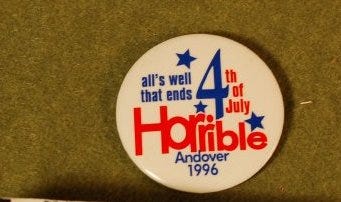 all's well
that ends
4th
of
July
Horrible
Andover
1996